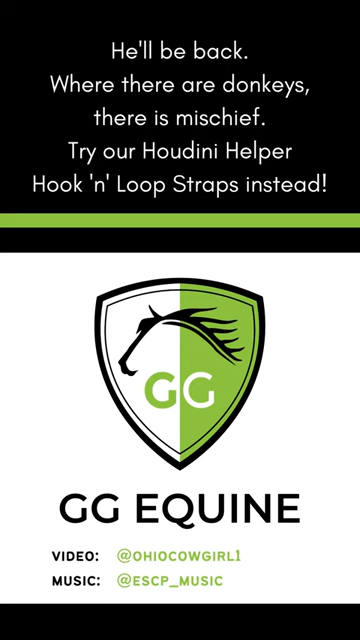 He'll be back.
Where there are donkeys,
there is mischief.
Try our Houdini Helper
Hook 'n' Loop Straps instead!
GG
GG EQUINE
VIDEO: @OHIOCOWGIRL1
MUSIC: @ESCP_MUSIC